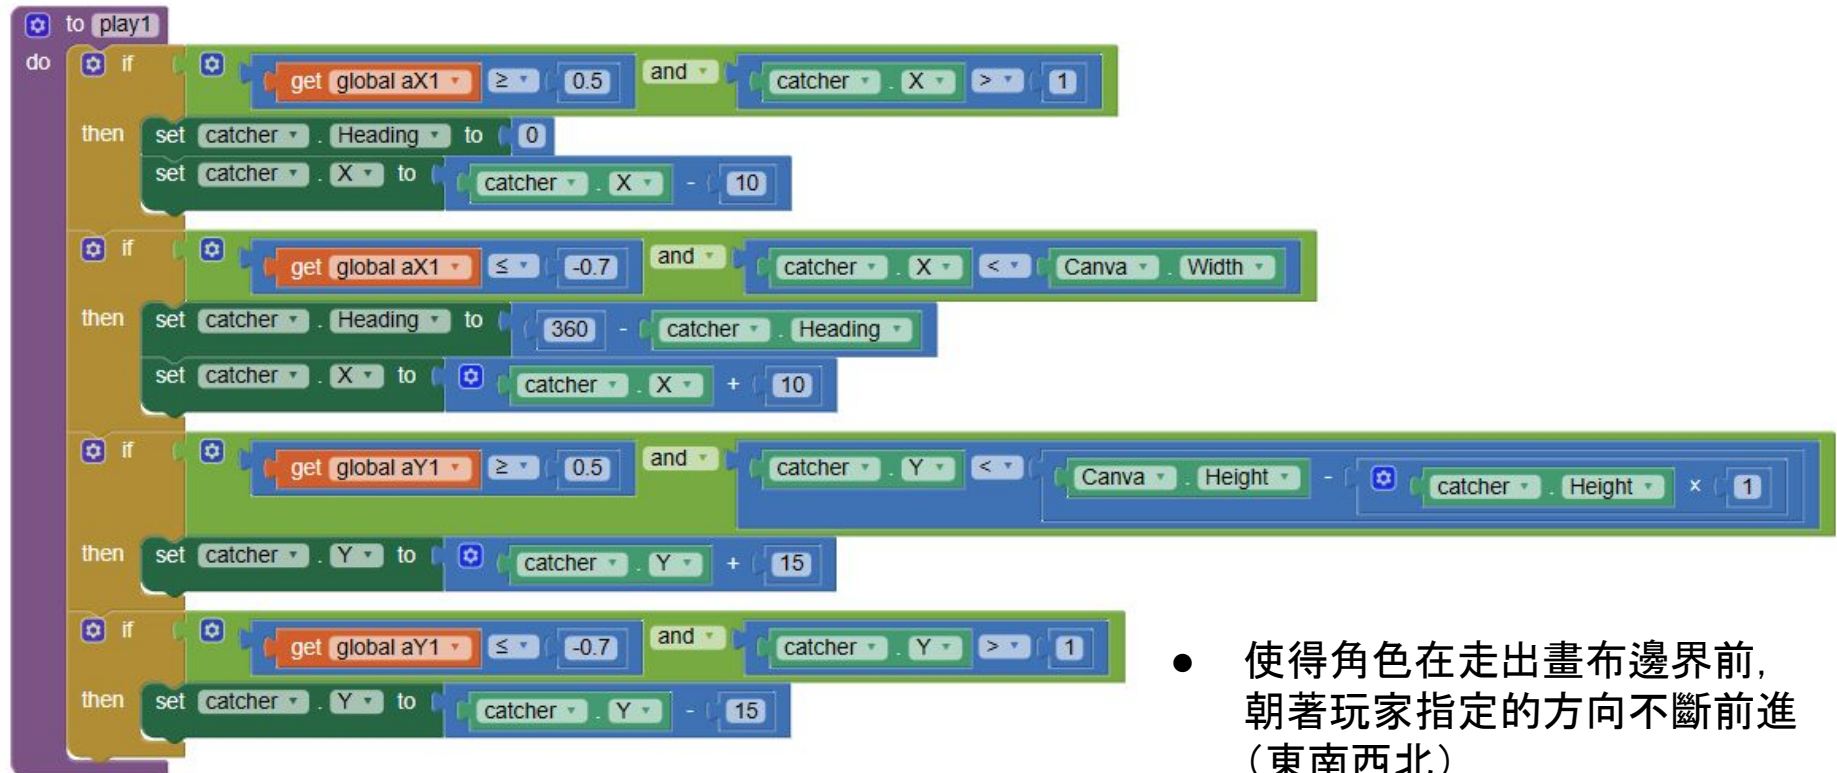 to play1
do if get global aX1 ≥ 0.5 and catcher . X > 1
then set catcher . Heading to 0
set catcher . X to catcher . X - 10
if get global aX1 ≤ -0.7 and catcher . X < Canva . Width
then set catcher . Heading to 360 - catcher . Heading
set catcher . X to catcher . X + 10
if get global aY1 ≥ 0.5 and catcher . Y < Canva . Height - catcher . Height × 1
then set catcher . Y to catcher . Y + 15
if get global aY1 ≤ -0.7 and catcher . Y > 1
then set catcher . Y to catcher . Y - 15
● 使得角色在走出畫布邊界前,
朝著玩家指定的方向不斷前進
(東南西北)